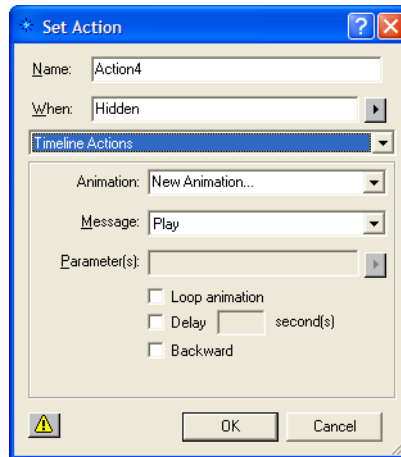 Set Action
Name: Action4
When: Hidden
Timeline Actions
Animation: New Animation...
Message: Play
Parameter(s):
Loop animation
Delay second(s)
Backward
OK Cancel